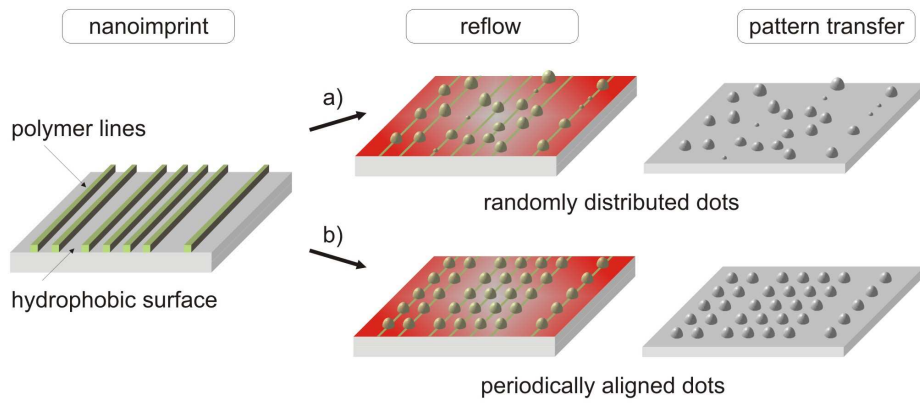 nanoimprint
reflow
pattern transfer
a)
polymer lines
randomly distributed dots
b)
hydrophobic surface
periodically aligned dots